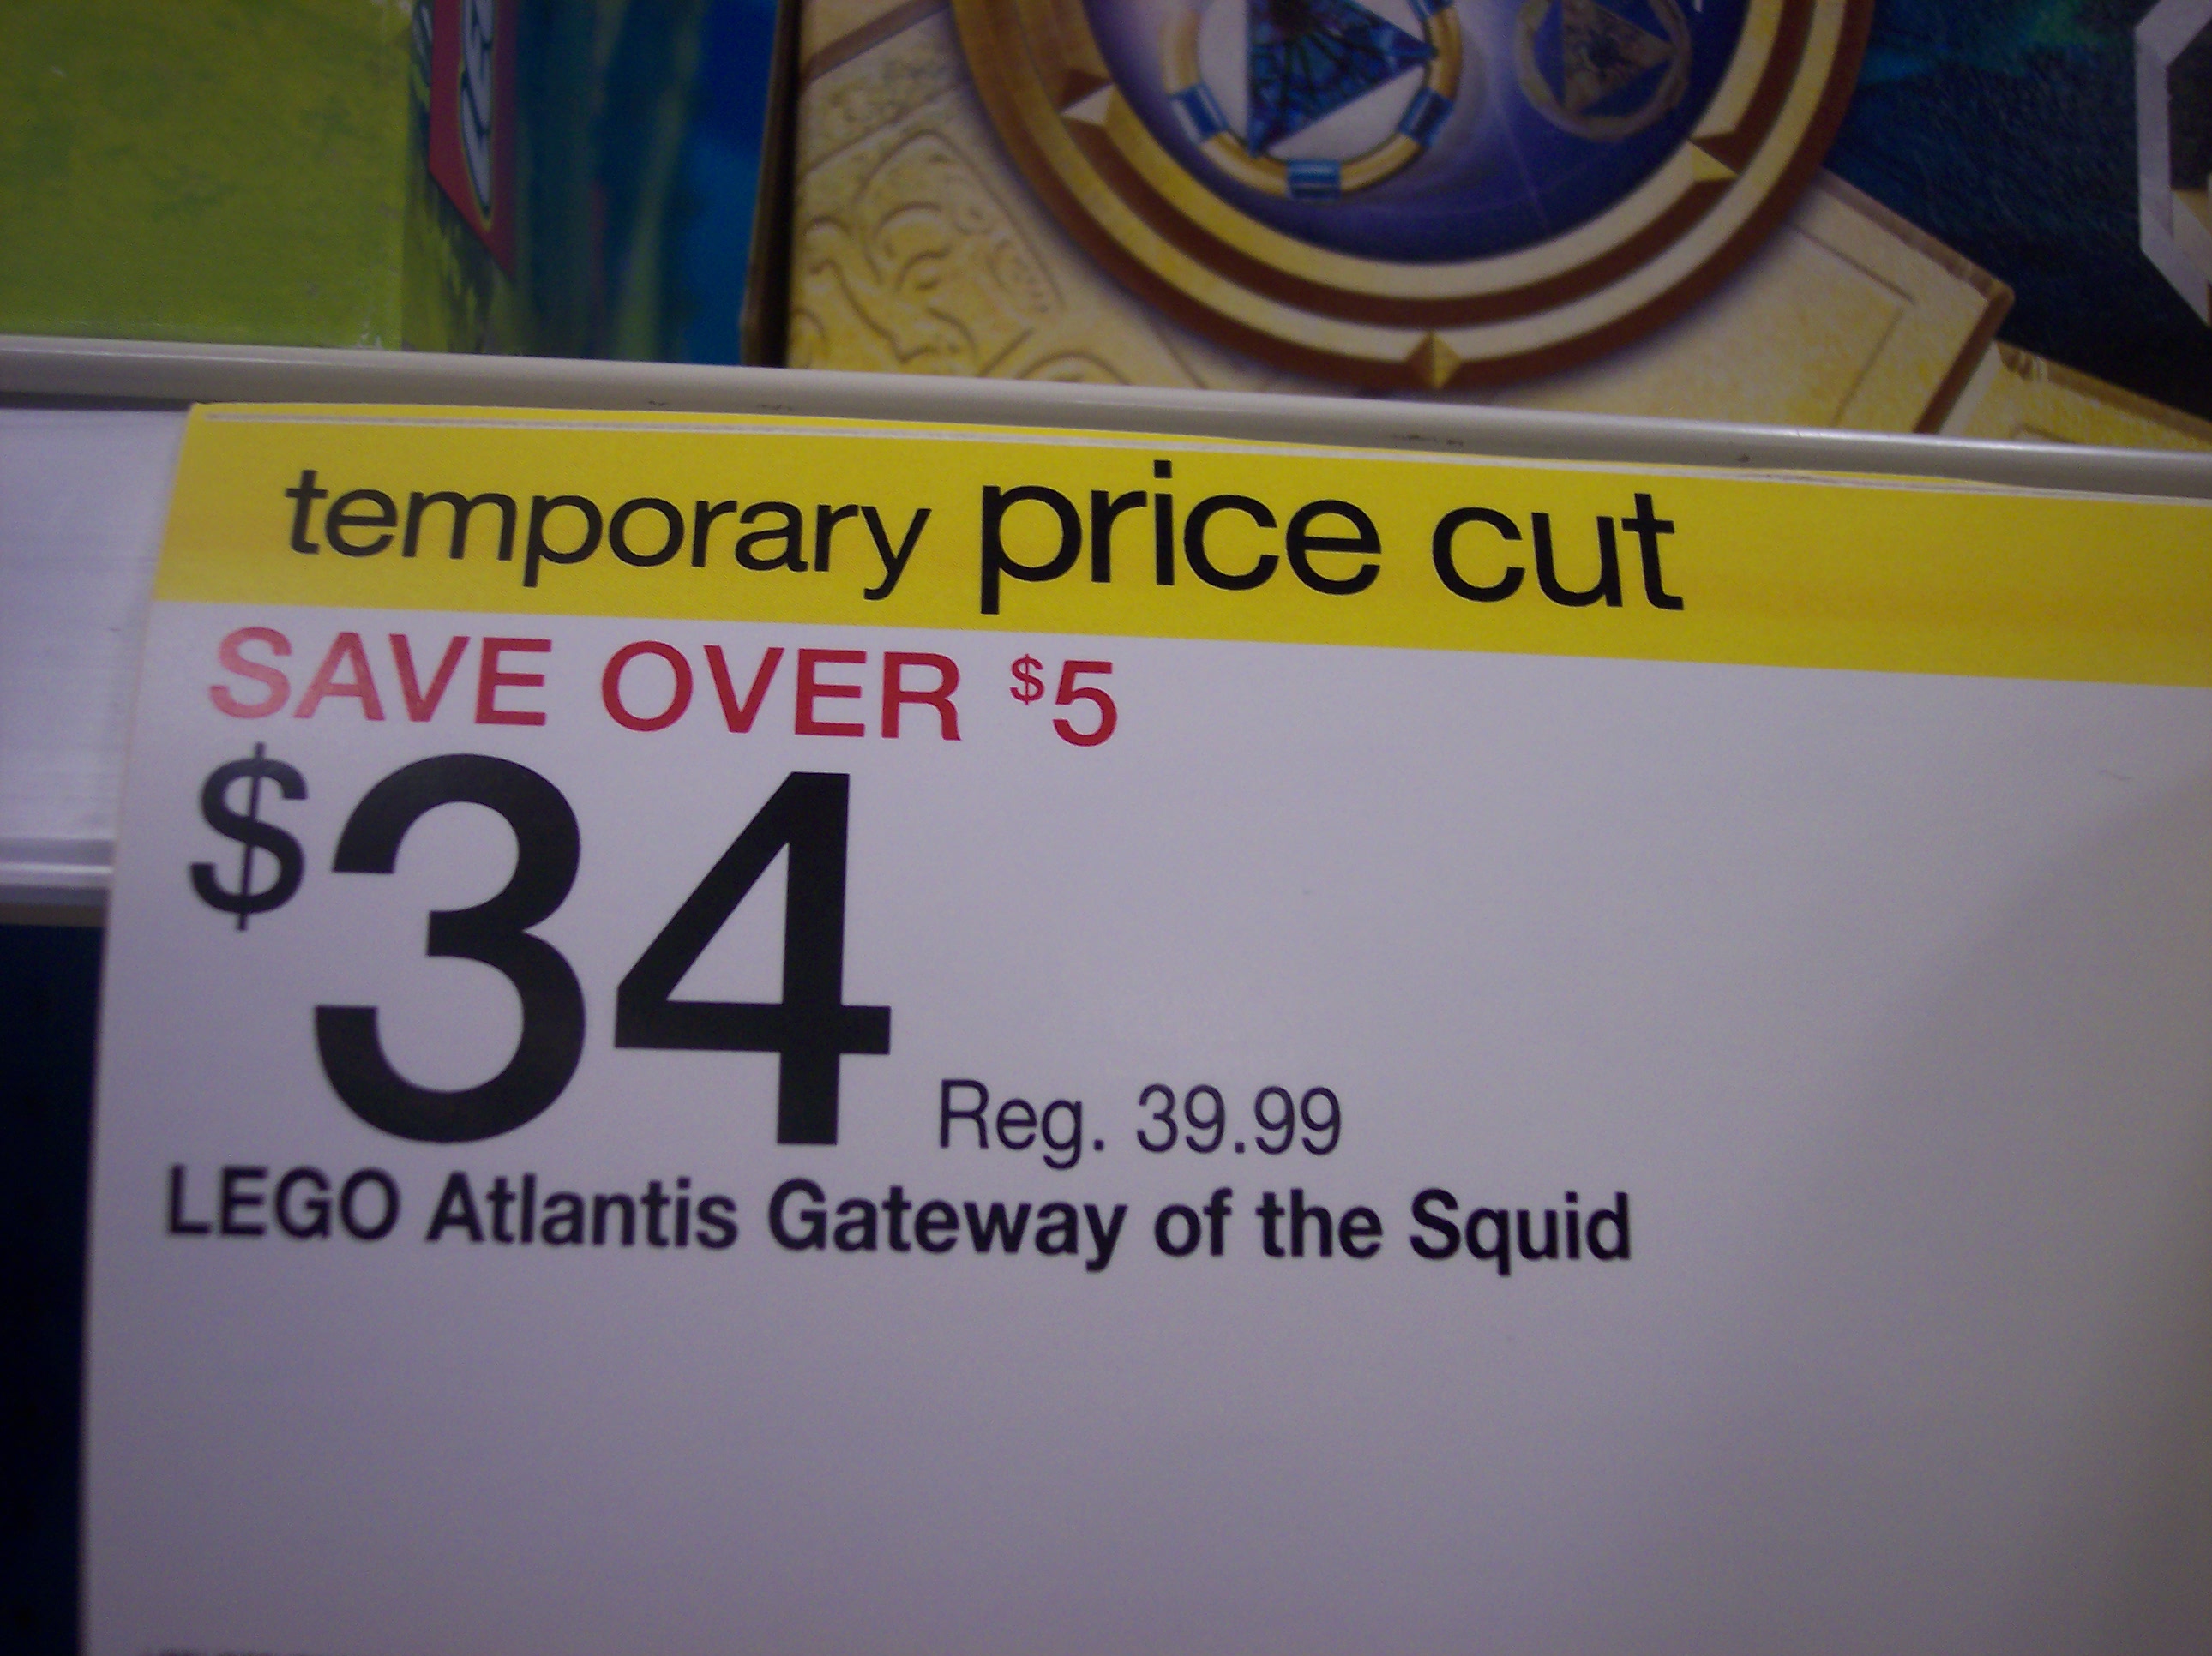 temporary price cut
SAVE OVER $5
$34 Reg. 39.99
LEGO Atlantis Gateway of the Squid